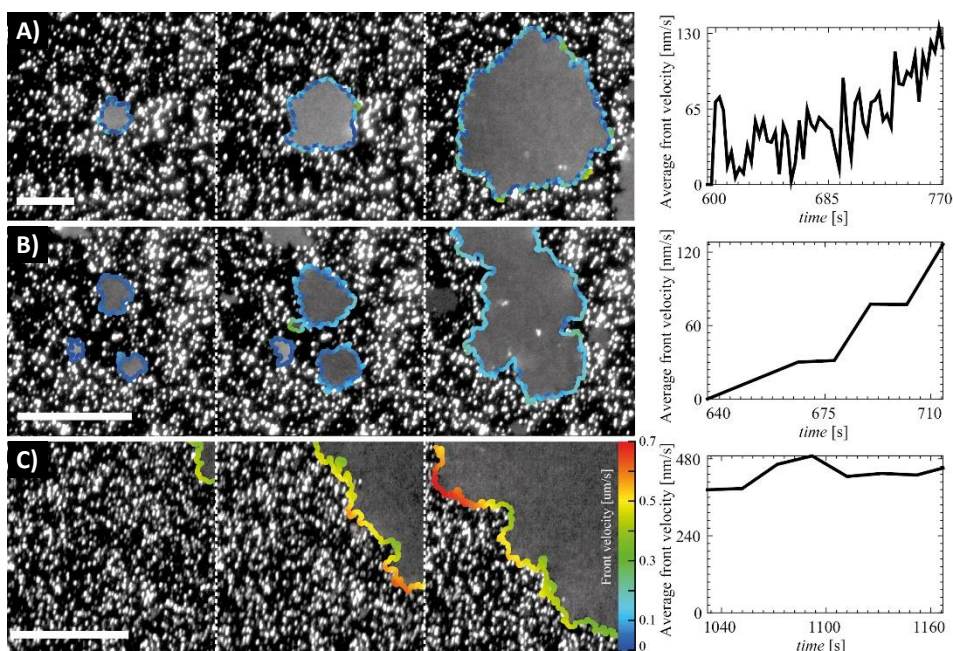 A)
Average front velocity [nm/s]
130
65
0
600
685
770
time [s]
B)
Average front velocity [nm/s]
120
60
0
640
675
710
time [s]
C)
Front velocity [um/s]
0.7
0.5
0.3
0.1
0
Average front velocity [nm/s]
480
240
0
1040
1100
1160
time [s]